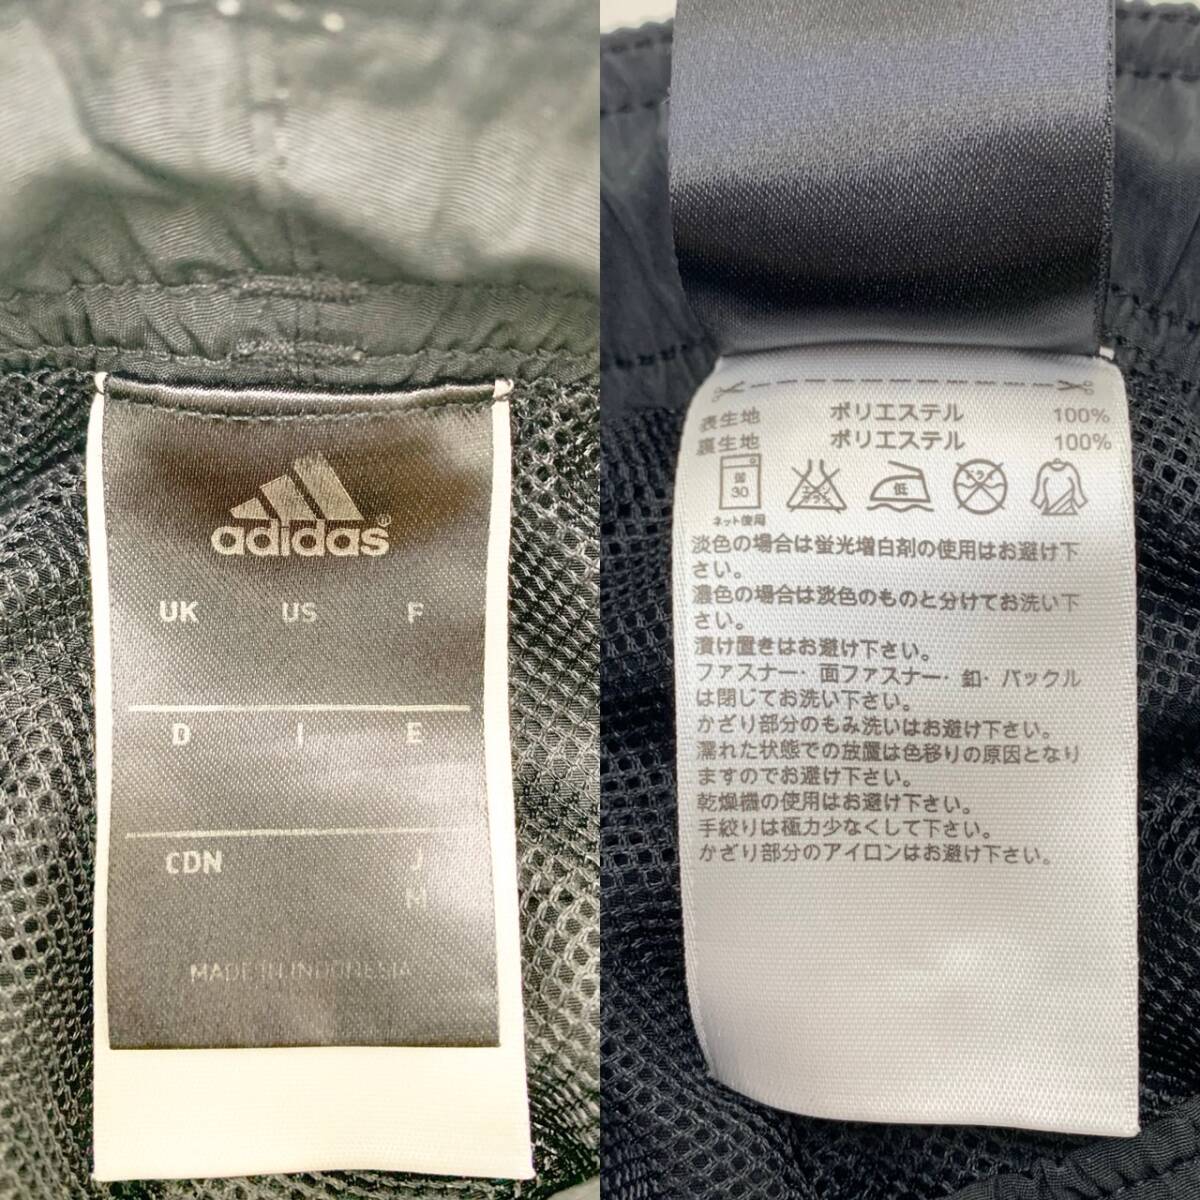 adidas®
UK US F
D I E
CDN J
M
MADE IN INDONESIA
表生地 ポリエステル 100%
裏生地 ポリエステル 100%
30 低
ネット使用
淡色の場合は蛍光増白剤の使用はお避け下
さい。
濃色の場合は淡色のものと分けてお洗い下
さい。
漬け置きはお避け下さい。
ファスナー・面ファスナー・釦・バックル
は閉じてお洗い下さい。
かざり部分のもみ洗いはお避け下さい。
濡れた状態での放置は色移りの原因となり
ますのでお避け下さい。
乾燥機の使用はお避け下さい。
手絞りは極力少なくして下さい。
かざり部分のアイロンはお避け下さい。